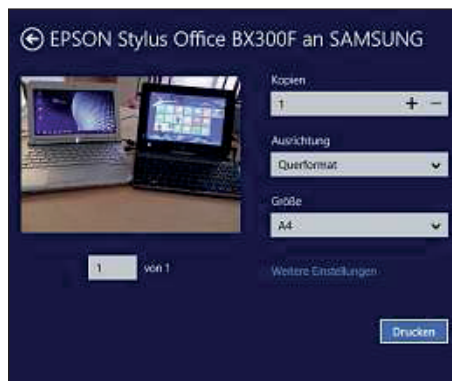 EPSON Stylus Office BX300F an SAMSUNG
Kopien
1
Ausrichtung
Querformat
Größe
A4
1 von 1
Weitere Einstellungen
Drucken